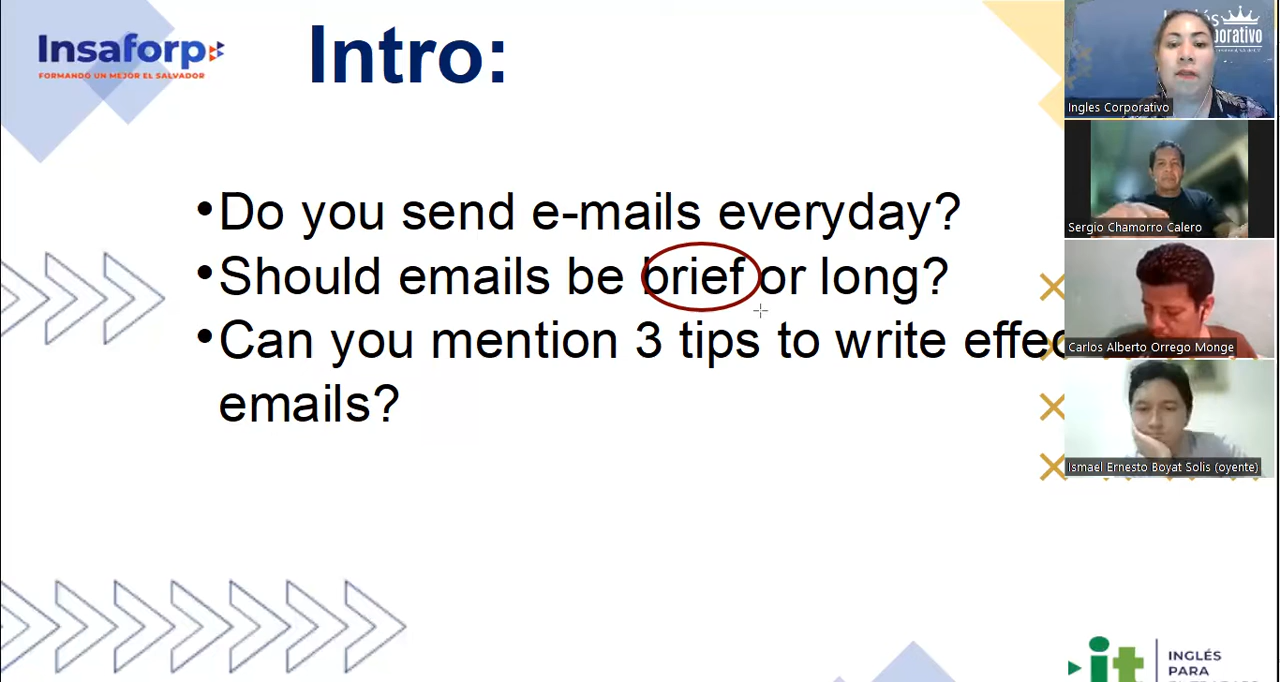 Insaforp
FORMANDO UN MEJOR EL SALVADOR
Intro:
•Do you send e-mails everyday?
•Should emails be brief or long?
•Can you mention 3 tips to write effec
emails?
Ingles Corporativo
Sergio Chamorro Calero
Carlos Alberto Orrego Monge
Ismael Ernesto Boyat Solis (oyente)
it
INGLÉS
PARA